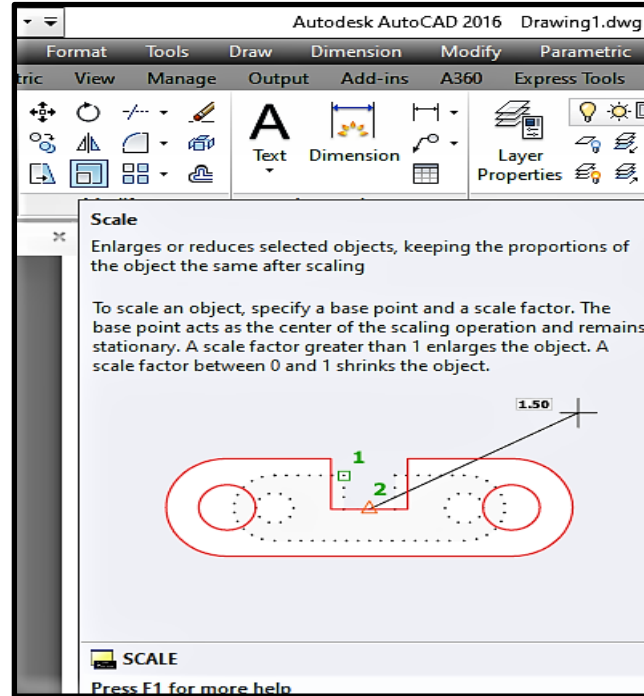 Autodesk AutoCAD 2016 Drawing1.dwg
Format Tools Draw Dimension Modify Parametric
tric View Manage Output Add-ins A360 Express Tools
A
Text Dimension Layer
Properties
Scale
Enlarges or reduces selected objects, keeping the proportions of
the object the same after scaling
To scale an object, specify a base point and a scale factor. The
base point acts as the center of the scaling operation and remains
stationary. A scale factor greater than 1 enlarges the object. A
scale factor between 0 and 1 shrinks the object.
1.50
1
2
SCALE
Press F1 for more help